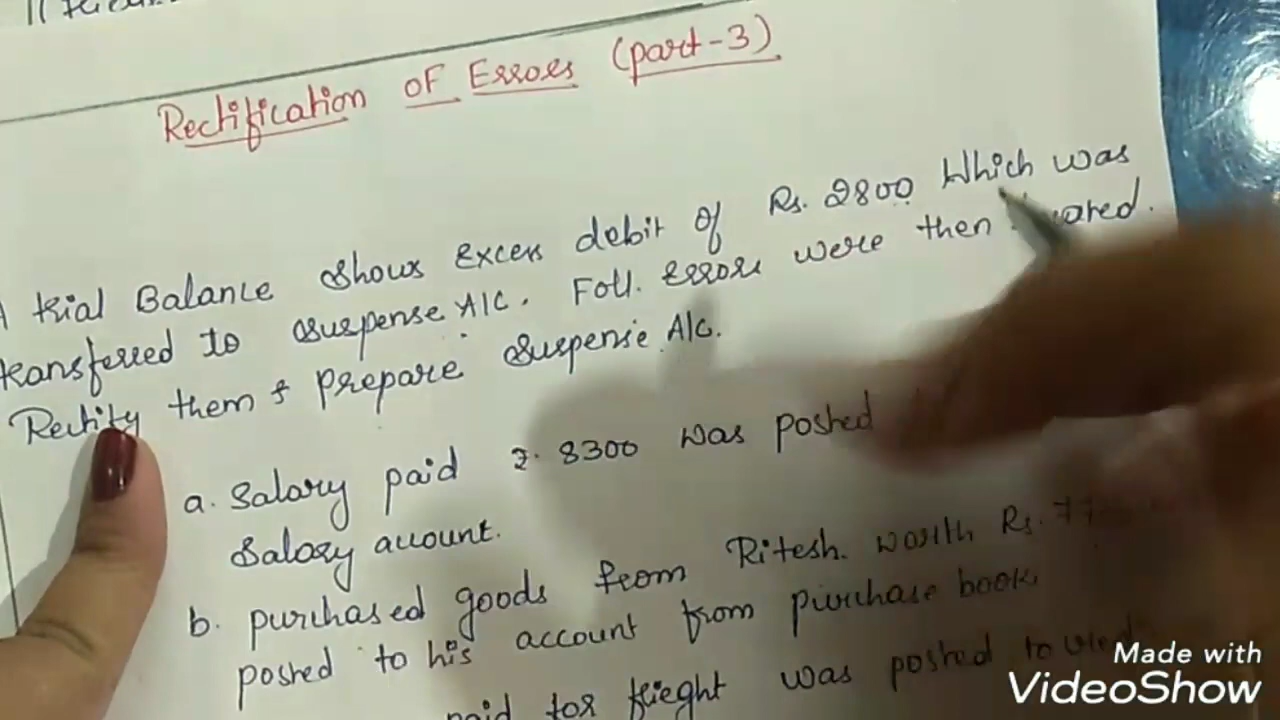 Rectification of Errors (part-3)
A trial Balance shows excess debit of Rs. 2800 Which was
transferred to suspense A/C. Foll. errors were then
Rectify them & prepare suspense A/C.
a. Salary paid ₹. 8300 was posted
Salary account.
b. purchased goods from Ritesh. worth Rs.
posted to his account from purchase book
paid for frieght was posted to
Made with
VideoShow